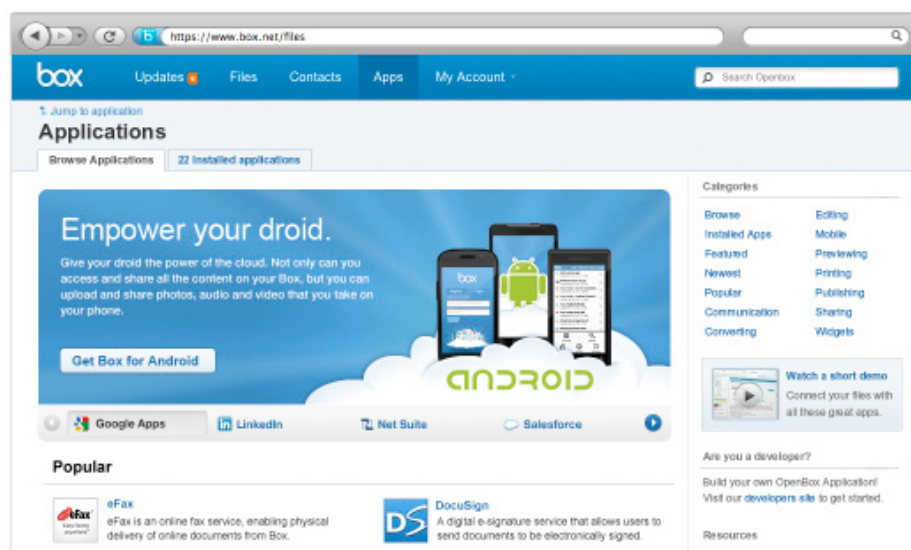 https://www.box.net/files
box
Updates
Files
Contacts
Apps
My Account
Search Openbox
Jump to application
Applications
Browse Applications
22 Installed applications
Empower your droid.
Give your droid the power of the cloud. Not only can you
access and share all the content on your Box, but you can
upload and share photos, audio and video that you take on
your phone.
Get Box for Android
box
ANDROID
Google Apps
LinkedIn
Net Suite
Salesforce
Popular
eFax
eFax
eFax is an online fax service, enabling physical
delivery of online documents from Box.
DS
DocuSign
A digital e-signature service that allows users to
send documents to be electronically signed.
Categories
Browse
Installed Apps
Featured
Newest
Popular
Communication
Converting
Editing
Mobile
Previewing
Printing
Publishing
Sharing
Widgets
Watch a short demo
Connect your files with
all these great apps.
Are you a developer?
Build your own OpenBox Application!
Visit our developers site to get started.
Resources